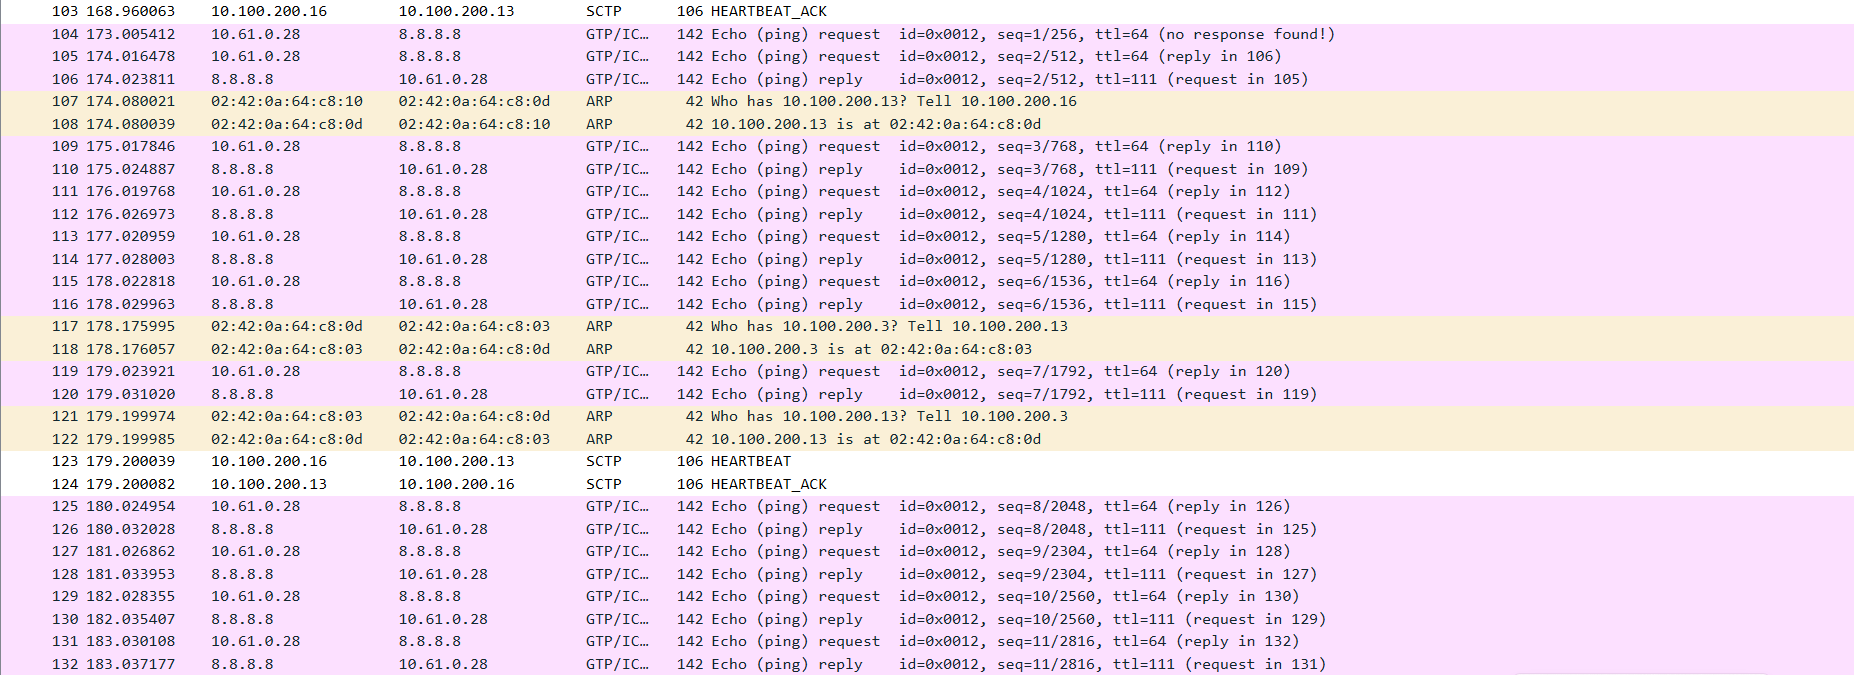 103 168.960063 10.100.200.16 10.100.200.13 SCTP 106 HEARTBEAT_ACK
104 173.005412 10.61.0.28 8.8.8.8 GTP/IC… 142 Echo (ping) request id=0x0012, seq=1/256, ttl=64 (no response found!)
105 174.016478 10.61.0.28 8.8.8.8 GTP/IC… 142 Echo (ping) request id=0x0012, seq=2/512, ttl=64 (reply in 106)
106 174.023811 8.8.8.8 10.61.0.28 GTP/IC… 142 Echo (ping) reply id=0x0012, seq=2/512, ttl=111 (request in 105)
107 174.080021 02:42:0a:64:c8:10 02:42:0a:64:c8:0d ARP 42 Who has 10.100.200.13? Tell 10.100.200.16
108 174.080039 02:42:0a:64:c8:0d 02:42:0a:64:c8:10 ARP 42 10.100.200.13 is at 02:42:0a:64:c8:0d
109 175.017846 10.61.0.28 8.8.8.8 GTP/IC… 142 Echo (ping) request id=0x0012, seq=3/768, ttl=64 (reply in 110)
110 175.024887 8.8.8.8 10.61.0.28 GTP/IC… 142 Echo (ping) reply id=0x0012, seq=3/768, ttl=111 (request in 109)
111 176.019768 10.61.0.28 8.8.8.8 GTP/IC… 142 Echo (ping) request id=0x0012, seq=4/1024, ttl=64 (reply in 112)
112 176.026973 8.8.8.8 10.61.0.28 GTP/IC… 142 Echo (ping) reply id=0x0012, seq=4/1024, ttl=111 (request in 111)
113 177.020959 10.61.0.28 8.8.8.8 GTP/IC… 142 Echo (ping) request id=0x0012, seq=5/1280, ttl=64 (reply in 114)
114 177.028003 8.8.8.8 10.61.0.28 GTP/IC… 142 Echo (ping) reply id=0x0012, seq=5/1280, ttl=111 (request in 113)
115 178.022818 10.61.0.28 8.8.8.8 GTP/IC… 142 Echo (ping) request id=0x0012, seq=6/1536, ttl=64 (reply in 116)
116 178.029963 8.8.8.8 10.61.0.28 GTP/IC… 142 Echo (ping) reply id=0x0012, seq=6/1536, ttl=111 (request in 115)
117 178.175995 02:42:0a:64:c8:0d 02:42:0a:64:c8:03 ARP 42 Who has 10.100.200.3? Tell 10.100.200.13
118 178.176057 02:42:0a:64:c8:03 02:42:0a:64:c8:0d ARP 42 10.100.200.3 is at 02:42:0a:64:c8:03
119 179.023921 10.61.0.28 8.8.8.8 GTP/IC… 142 Echo (ping) request id=0x0012, seq=7/1792, ttl=64 (reply in 120)
120 179.031020 8.8.8.8 10.61.0.28 GTP/IC… 142 Echo (ping) reply id=0x0012, seq=7/1792, ttl=111 (request in 119)
121 179.199974 02:42:0a:64:c8:03 02:42:0a:64:c8:0d ARP 42 Who has 10.100.200.13? Tell 10.100.200.3
122 179.199985 02:42:0a:64:c8:0d 02:42:0a:64:c8:03 ARP 42 10.100.200.13 is at 02:42:0a:64:c8:0d
123 179.200039 10.100.200.16 10.100.200.13 SCTP 106 HEARTBEAT
124 179.200082 10.100.200.13 10.100.200.16 SCTP 106 HEARTBEAT_ACK
125 180.024954 10.61.0.28 8.8.8.8 GTP/IC… 142 Echo (ping) request id=0x0012, seq=8/2048, ttl=64 (reply in 126)
126 180.032028 8.8.8.8 10.61.0.28 GTP/IC… 142 Echo (ping) reply id=0x0012, seq=8/2048, ttl=111 (request in 125)
127 181.026862 10.61.0.28 8.8.8.8 GTP/IC… 142 Echo (ping) request id=0x0012, seq=9/2304, ttl=64 (reply in 128)
128 181.033953 8.8.8.8 10.61.0.28 GTP/IC… 142 Echo (ping) reply id=0x0012, seq=9/2304, ttl=111 (request in 127)
129 182.028355 10.61.0.28 8.8.8.8 GTP/IC… 142 Echo (ping) request id=0x0012, seq=10/2560, ttl=64 (reply in 130)
130 182.035407 8.8.8.8 10.61.0.28 GTP/IC… 142 Echo (ping) reply id=0x0012, seq=10/2560, ttl=111 (request in 129)
131 183.030108 10.61.0.28 8.8.8.8 GTP/IC… 142 Echo (ping) request id=0x0012, seq=11/2816, ttl=64 (reply in 132)
132 183.037177 8.8.8.8 10.61.0.28 GTP/IC… 142 Echo (ping) reply id=0x0012, seq=11/2816, ttl=111 (request in 131)